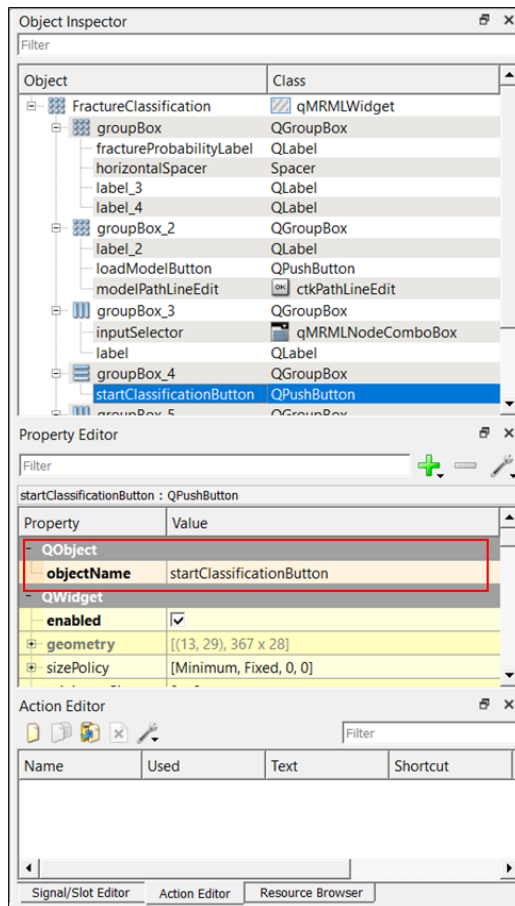 Object Inspector
Filter
Object Class
FractureClassification qMRMLWidget
groupBox QGroupBox
fractureProbabilityLabel QLabel
horizontalSpacer Spacer
label_3 QLabel
label_4 QLabel
groupBox_2 QGroupBox
label_2 QLabel
loadModelButton QPushButton
modelPathLineEdit OK ctkPathLineEdit
groupBox_3 QGroupBox
inputSelector qMRMLNodeComboBox
label QLabel
groupBox_4 QGroupBox
startClassificationButton QPushButton
groupBox_5 QGroupBox
Property Editor
Filter
startClassificationButton : QPushButton
Property Value
QObject
objectName startClassificationButton
QWidget
enabled
geometry [(13, 29), 367 x 28]
sizePolicy [Minimum, Fixed, 0, 0]
Action Editor
Filter
Name Used Text Shortcut
Signal/Slot Editor Action Editor Resource Browser